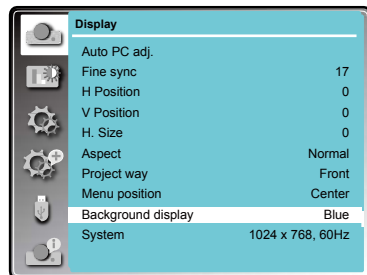 Display
Auto PC adj.
Fine sync 17
H Position 0
V Position 0
H. Size 0
Aspect Normal
Project way Front
Menu position Center
Background display Blue
System 1024 x 768, 60Hz